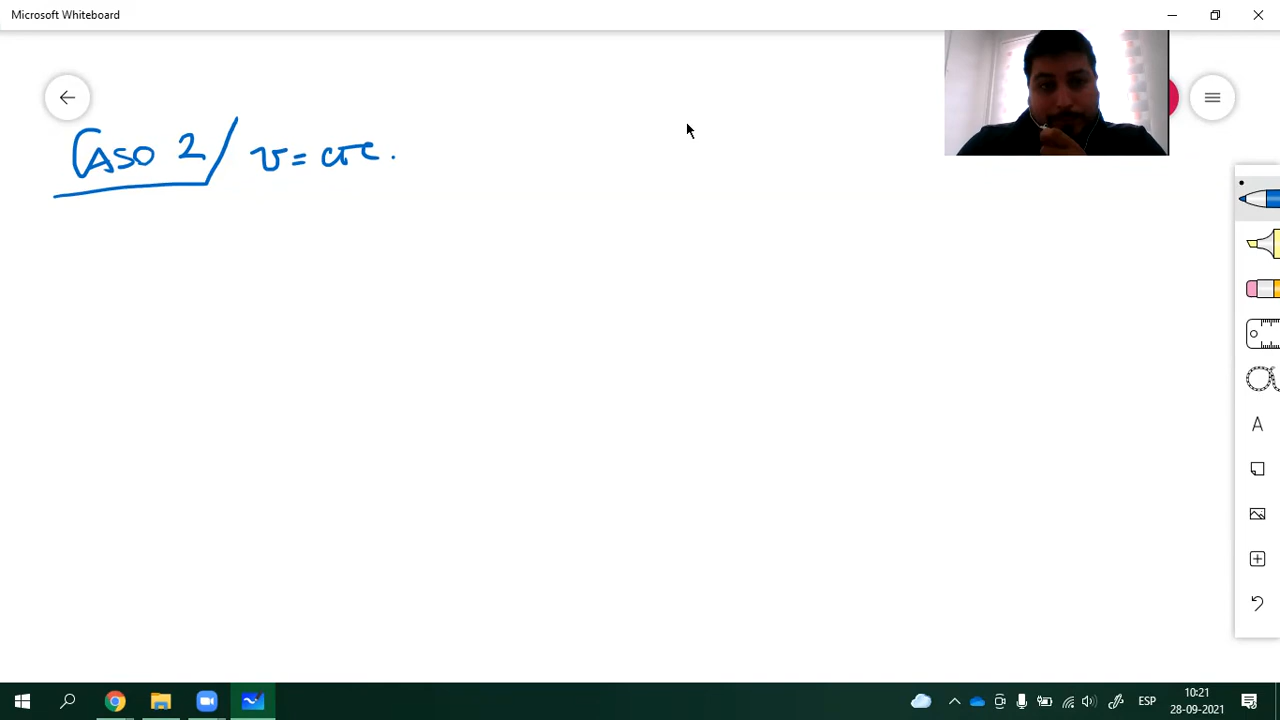 Microsoft Whiteboard
CASO 2 / v = cte.
A
ESP
10:21
28-09-2021